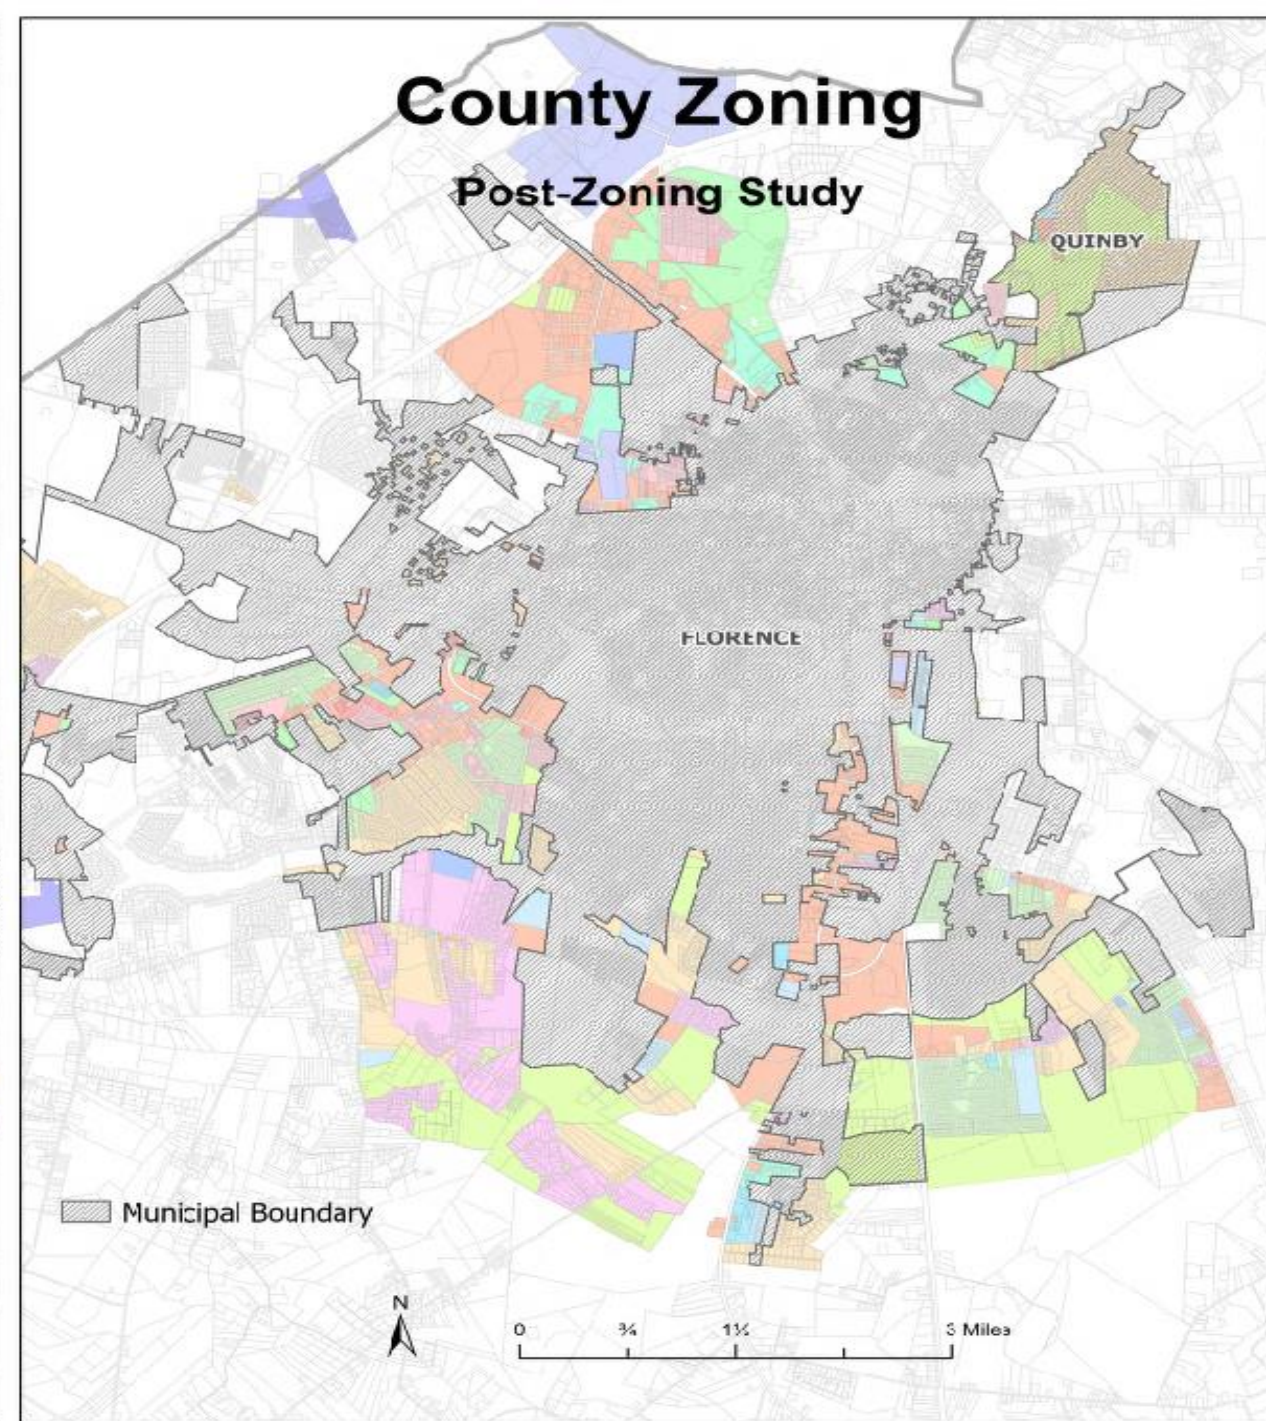 County Zoning
Post-Zoning Study
QUINBY
FLORENCE
Municipal Boundary
N
0 ¾ 1½ 3 Miles